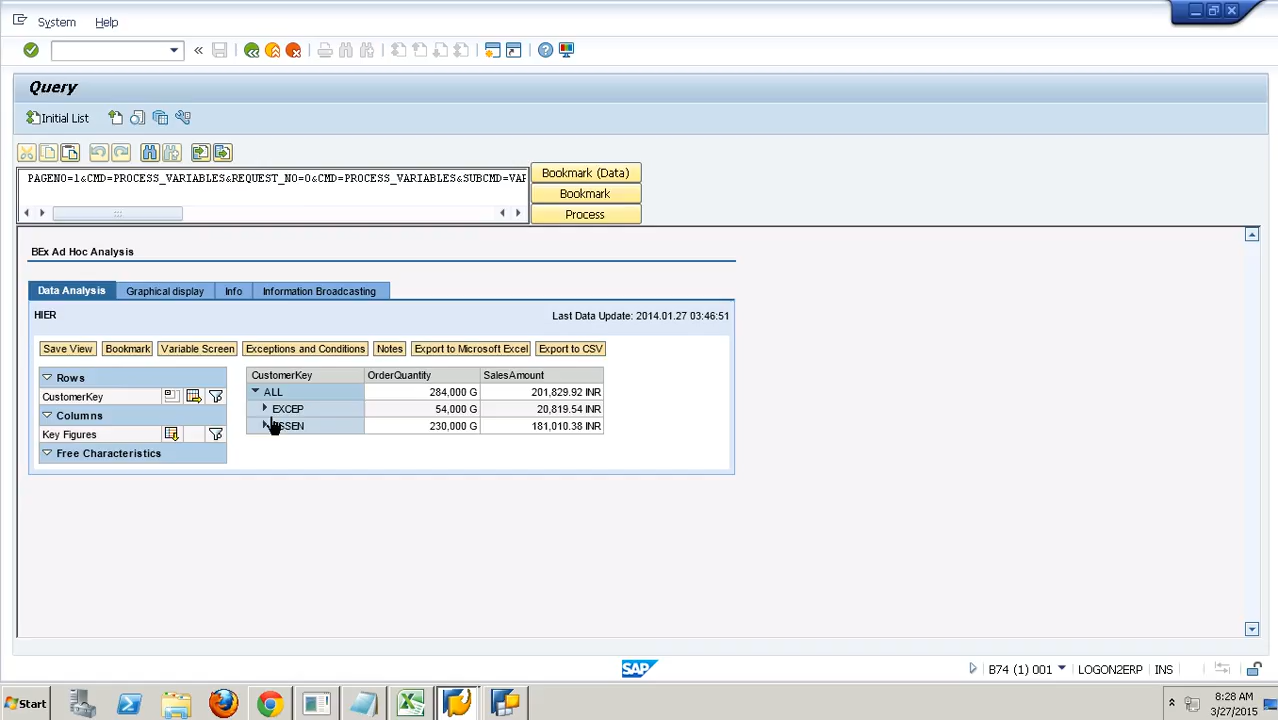 System Help
Query
Initial List
PAGENO=1&CMD=PROCESS_VARIABLES&REQUEST_NO=0&CMD=PROCESS_VARIABLES&SUBCMD=VAR
Bookmark (Data)
Bookmark
Process
BEx Ad Hoc Analysis
Data Analysis Graphical display Info Information Broadcasting
HIER Last Data Update: 2014.01.27 03:46:51
Save View Bookmark Variable Screen Exceptions and Conditions Notes Export to Microsoft Excel Export to CSV
Rows
CustomerKey
Columns
Key Figures
Free Characteristics
CustomerKey OrderQuantity SalesAmount
ALL 284,000 G 201,829.92 INR
EXCEP 54,000 G 20,819.54 INR
230,000 G 181,010.38 INR
SAP
B74 (1) 001 LOGON2ERP INS
Start
8:28 AM
3/27/2015